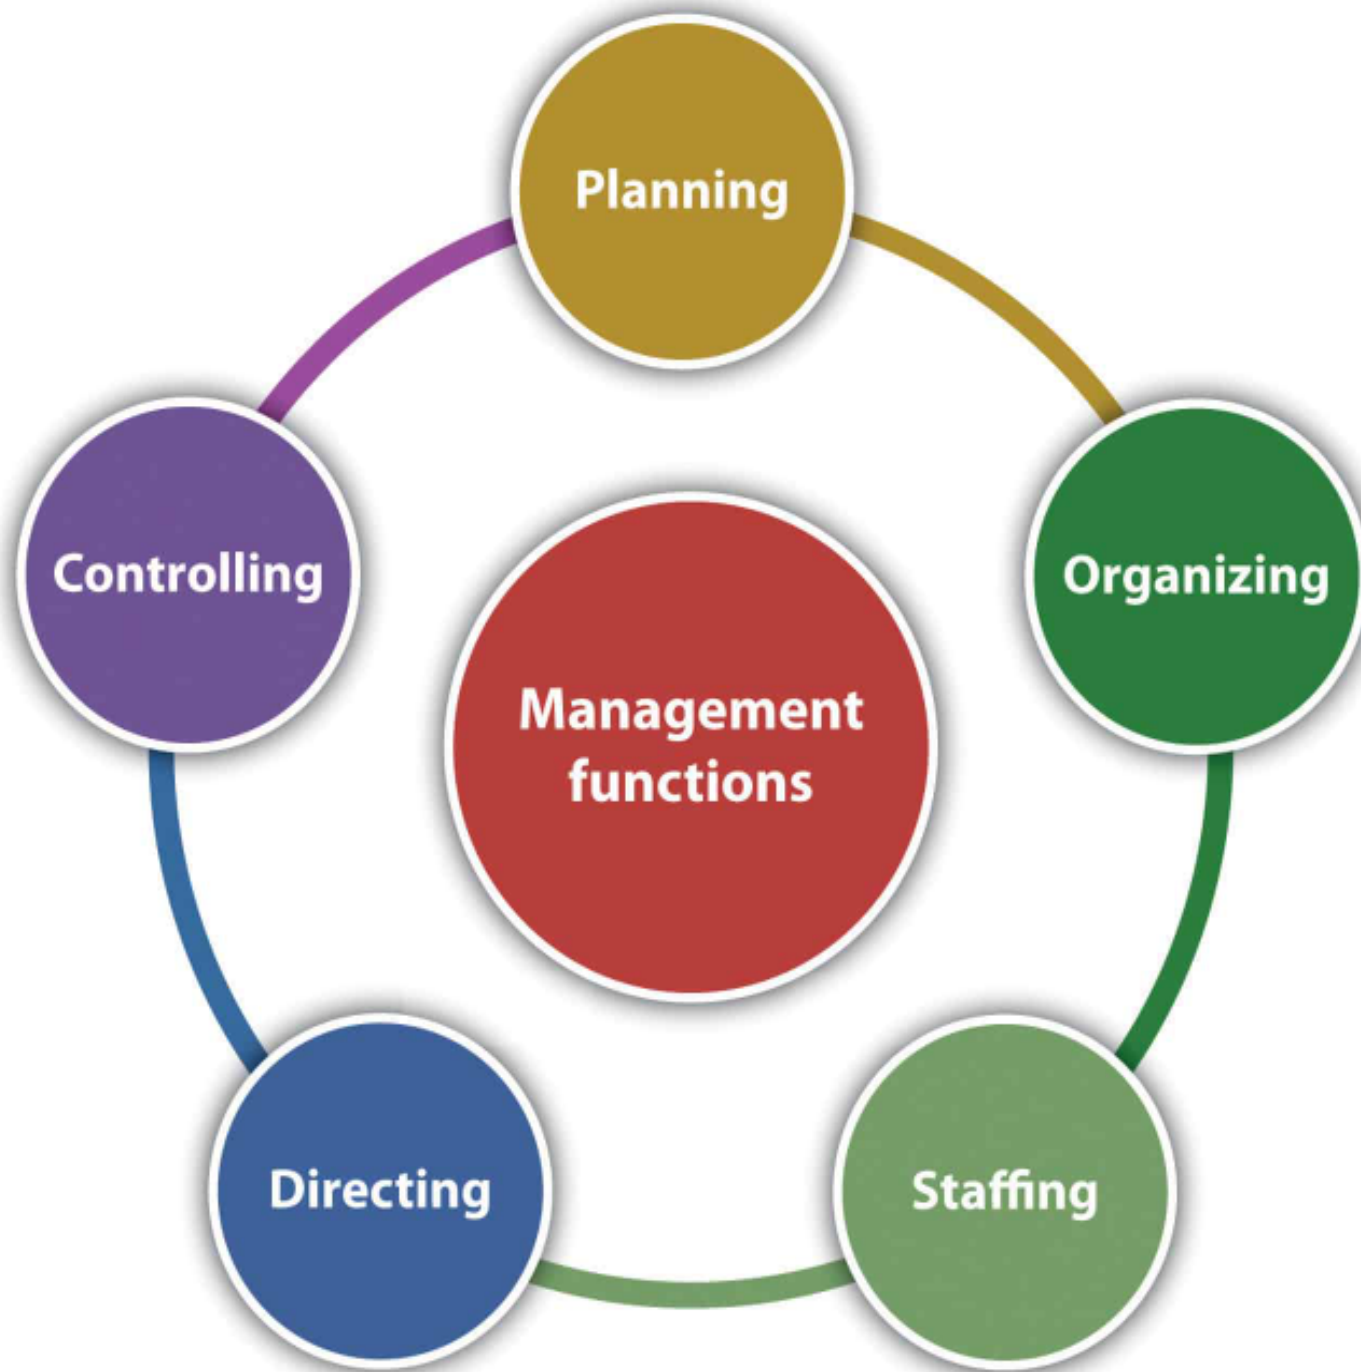 Planning
Organizing
Staffing
Directing
Controlling
Management
functions